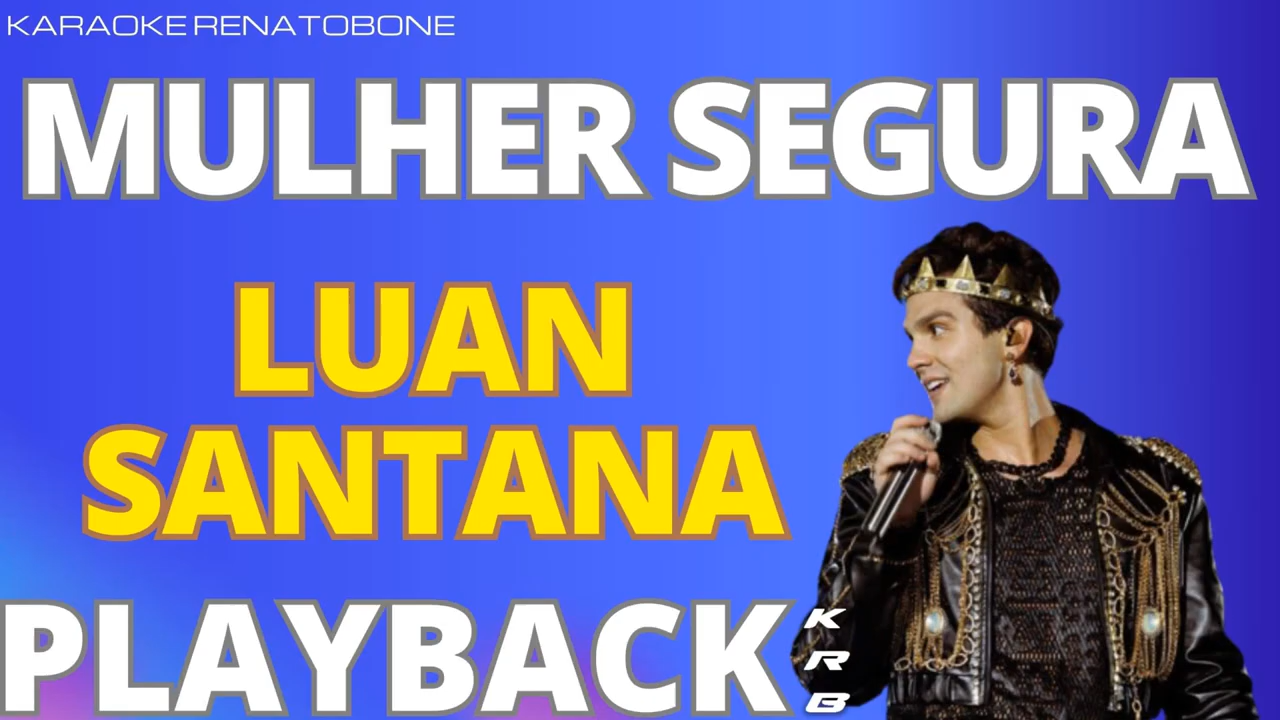 KARAOKE RENATOBONE
MULHER SEGURA
LUAN
SANTANA
PLAYBACK
K
R
B